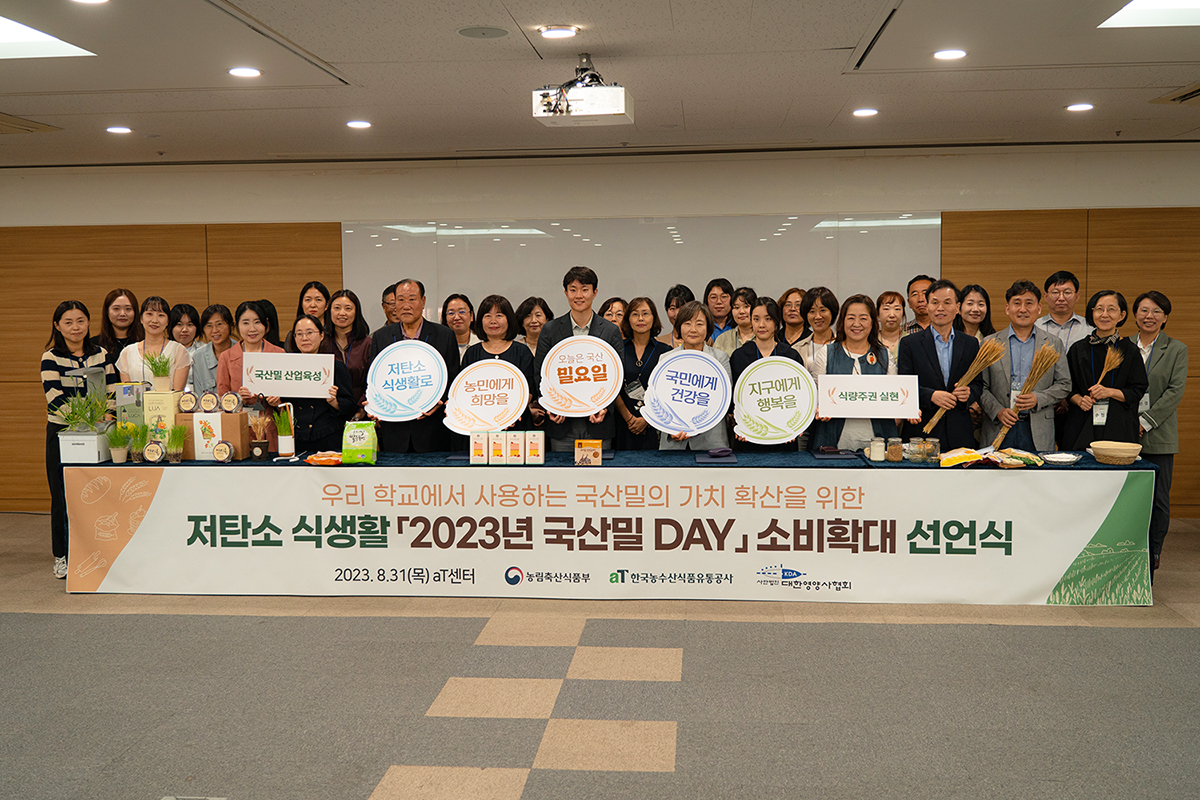 국산밀 산업육성
저탄소
식생활로
농민에게
희망을
오늘은 국산
밀요일
국민에게
건강을
지구에게
행복을
식량주권 실현
LUA
우리 학교에서 사용하는 국산밀의 가치 확산을 위한
저탄소 식생활 「2023년 국산밀 DAY」 소비확대 선언식
2023. 8.31(목) aT센터
농림축산식품부
aT 한국농수산식품유통공사
사단법인 KDA 대한영양사협회